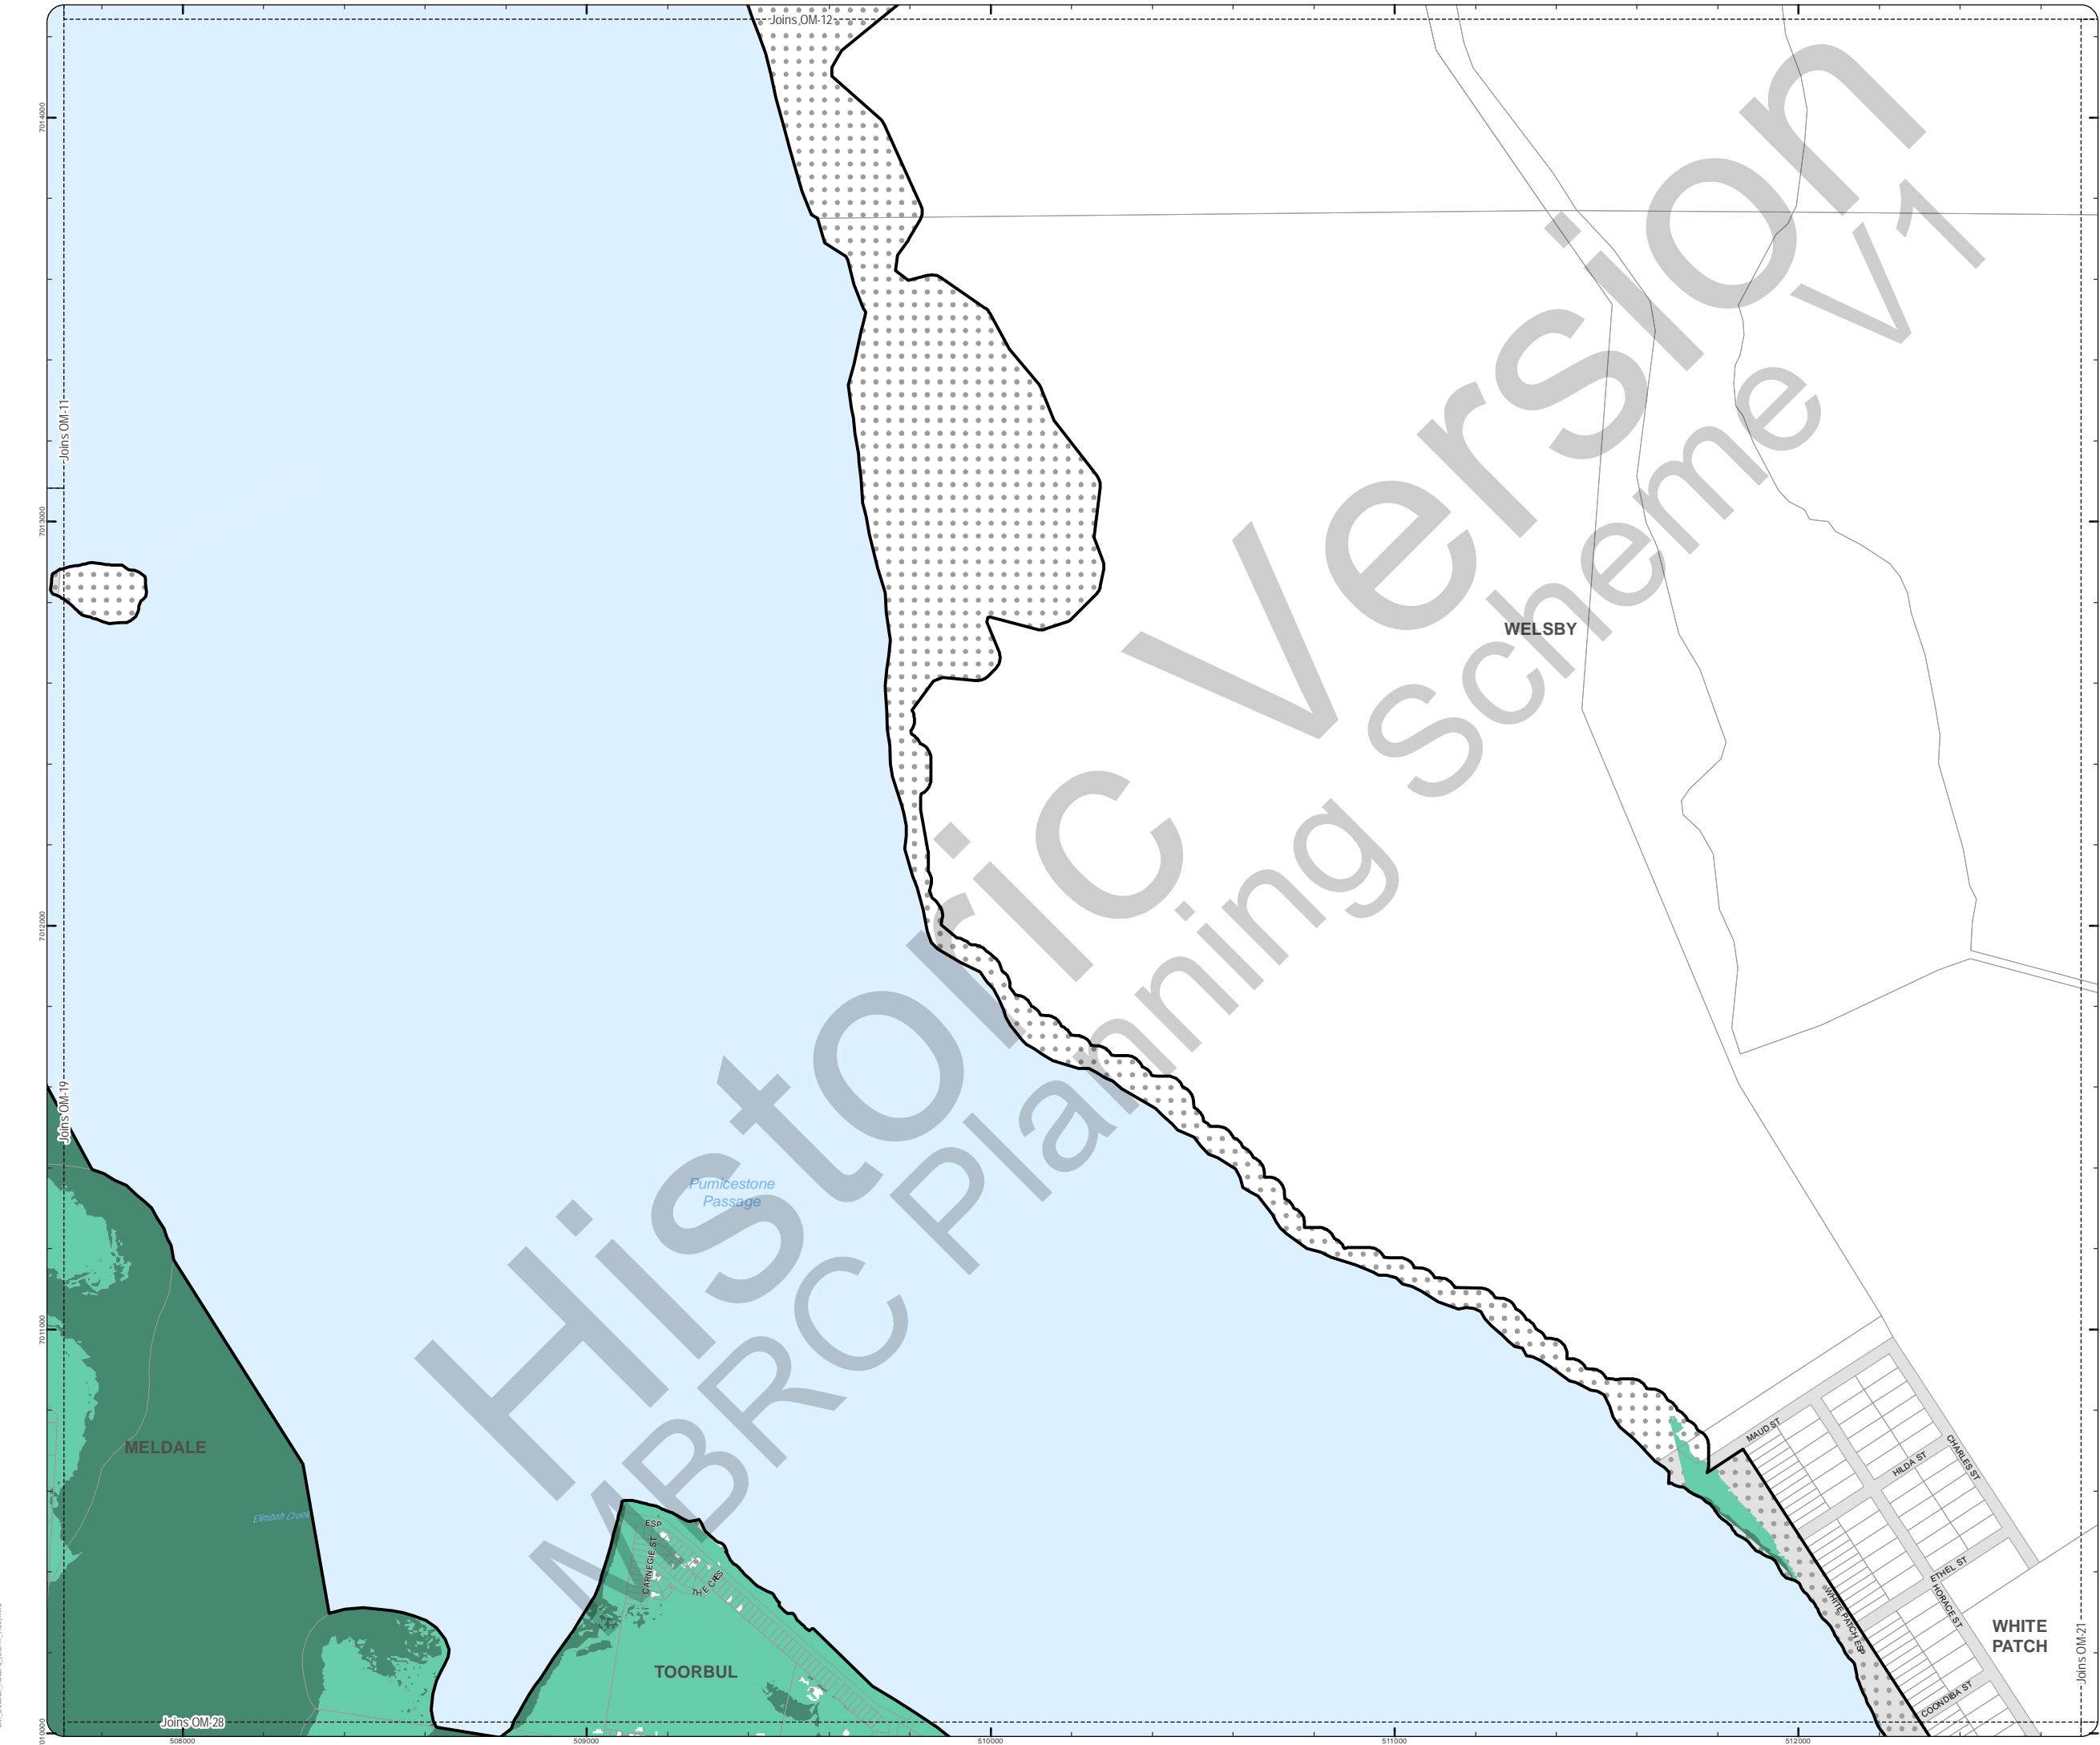 Joins OM-12
7014000
Joins OM-11
7013000
WELSBY
7012000
Joins OM-19
Pumicestone
Passage
7011000
MELDALE
Elimbah Creek
MAUD ST
CHARLES ST
HILDA ST
ESP
CARNEGIE ST
THE CRES
ETHEL ST
HORACE ST
WHITE PATCH ESP
WHITE
PATCH
TOORBUL
COONDIBA ST
Joins OM-21
Joins OM-28
508000
509000
510000
511000
512000
Historic Version
MBRC Planning Scheme V1